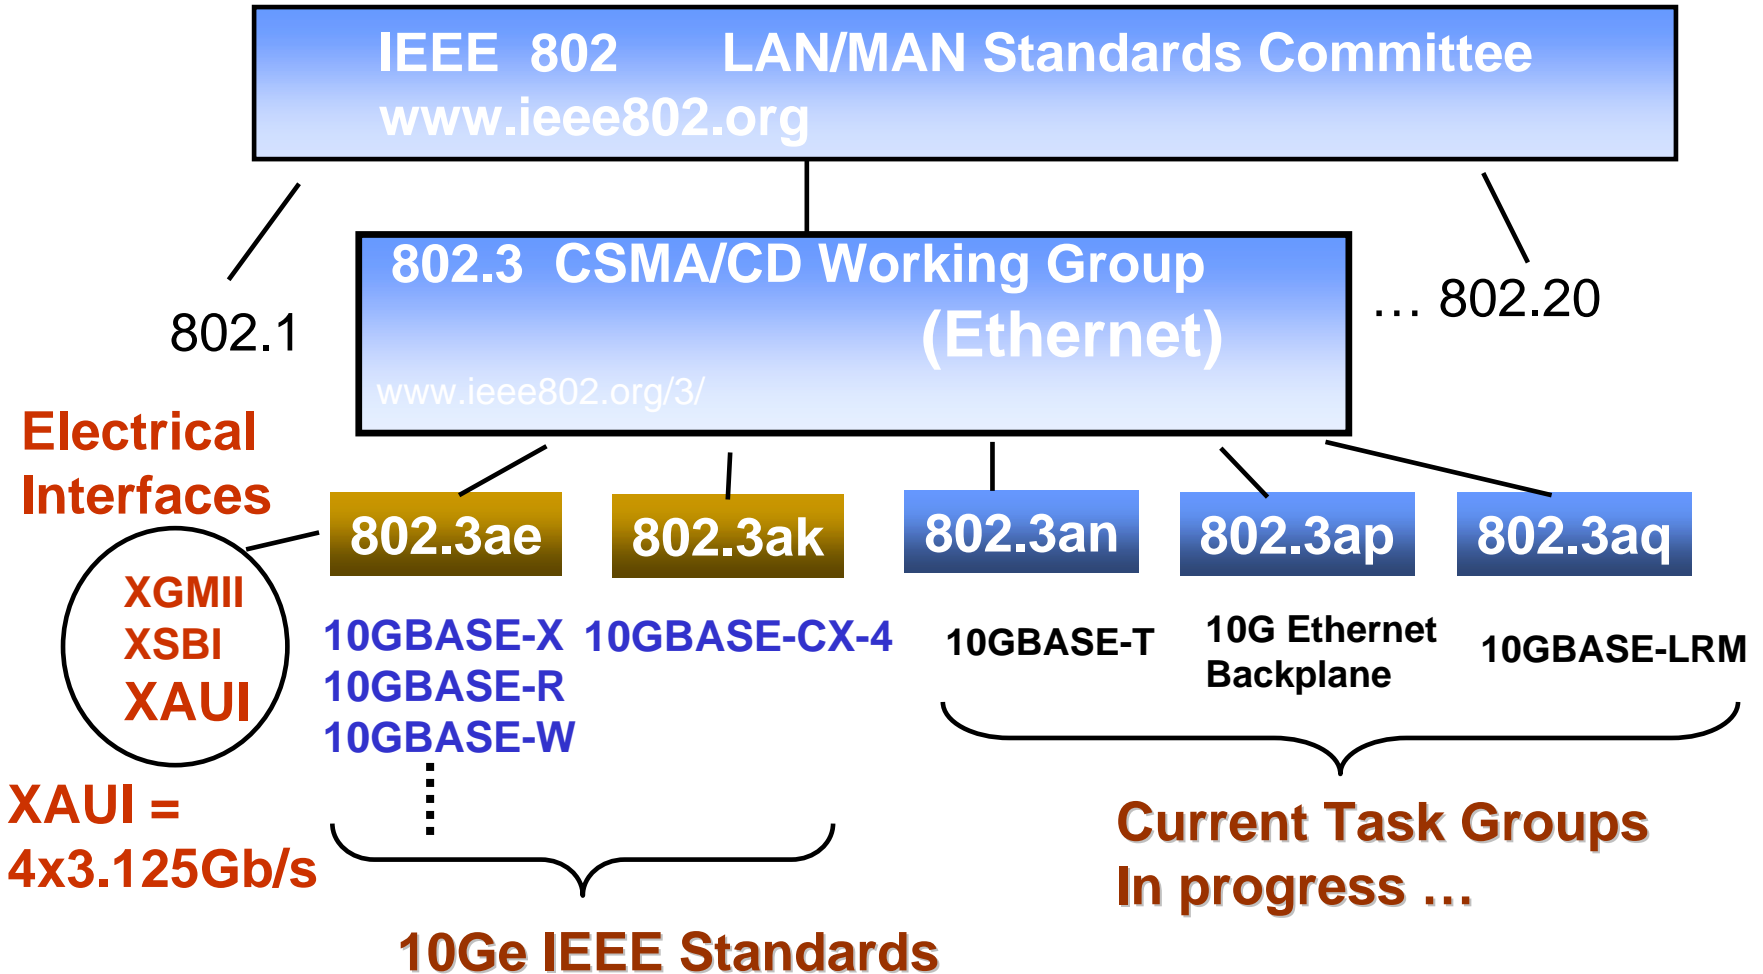 IEEE 802 LAN/MAN Standards Committee
www.ieee802.org
802.3 CSMA/CD Working Group
(Ethernet)
www.ieee802.org/3/
802.1
… 802.20
Electrical
Interfaces
XGMII
XSBI
XAUI
XAUI =
4x3.125Gb/s
802.3ae
802.3ak
802.3an
802.3ap
802.3aq
10GBASE-X
10GBASE-R
10GBASE-W
10GBASE-CX-4
10GBASE-T
10G Ethernet
Backplane
10GBASE-LRM
10Ge IEEE Standards
Current Task Groups
In progress …